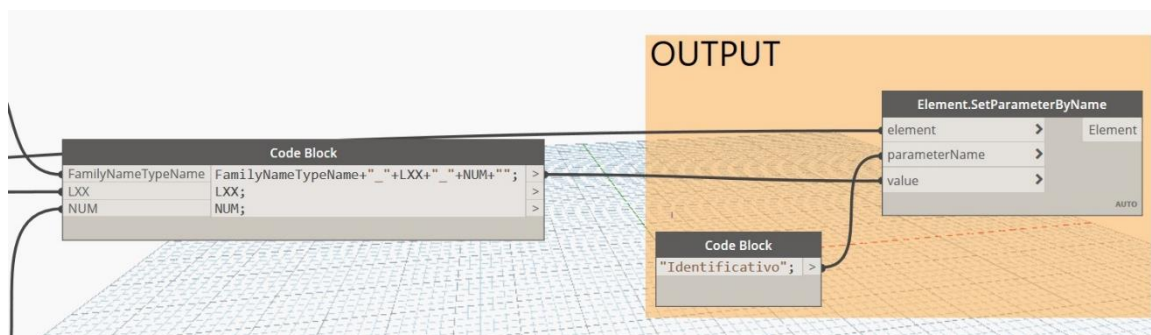 OUTPUT
Element.SetParameterByName
element > Element
parameterName >
value >
AUTO
Code Block
FamilyNameTypeName FamilyNameTypeName+"_"+LXX+"_"+NUM+""; >
LXX LXX; >
NUM NUM; >
Code Block
"Identificativo"; >